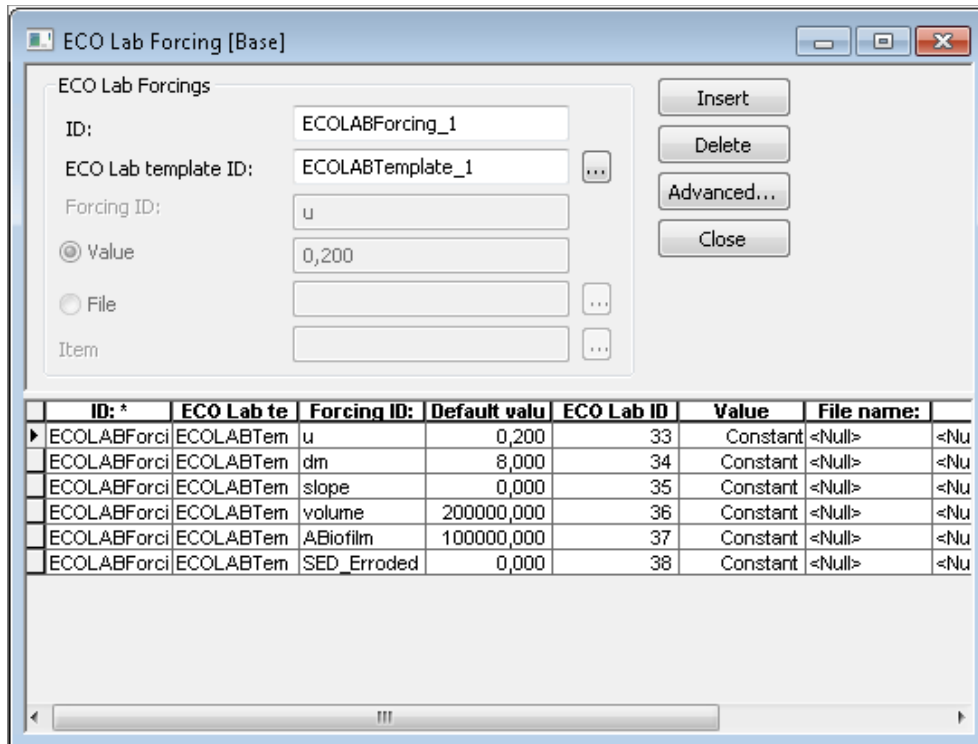 ECO Lab Forcing [Base]
ECO Lab Forcings
ID: ECOLABForcing_1
ECO Lab template ID: ECOLABTemplate_1 ...
Forcing ID: u
Value 0,200
File ...
Item ...
Insert
Delete
Advanced...
Close
ID: * ECO Lab te Forcing ID: Default valu ECO Lab ID Value File name:
ECOLABForci ECOLABTem u 0,200 33 Constant <Null> <Nu
ECOLABForci ECOLABTem dm 8,000 34 Constant <Null> <Nu
ECOLABForci ECOLABTem slope 0,000 35 Constant <Null> <Nu
ECOLABForci ECOLABTem volume 200000,000 36 Constant <Null> <Nu
ECOLABForci ECOLABTem ABiofilm 100000,000 37 Constant <Null> <Nu
ECOLABForci ECOLABTem SED_Erroded 0,000 38 Constant <Null> <Nu